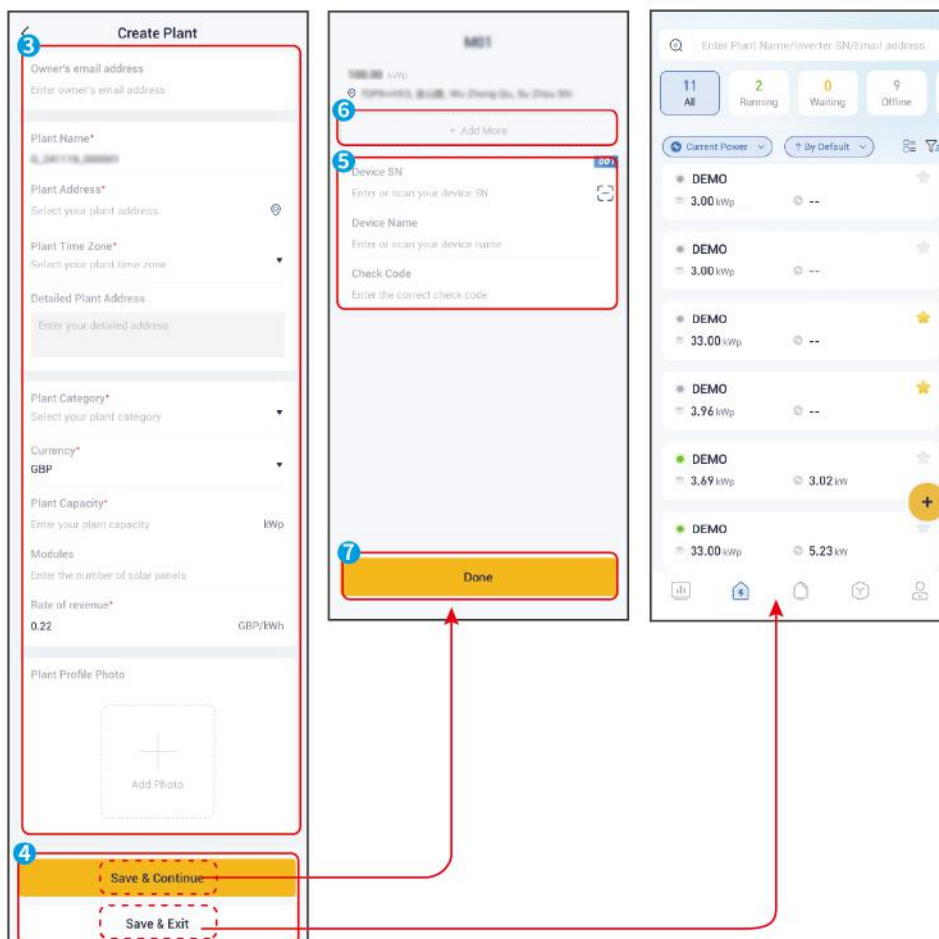 Create Plant
3
Owner's email address
Enter owner's email address
Plant Name*
Plant Address*
Select your plant address
Plant Time Zone*
Select your plant time zone
Detailed Plant Address
Enter your detailed address
Plant Category*
Select your plant category
Currency*
GBP
Plant Capacity*
Enter your plant capacity kWp
Modules
Enter the number of solar panels
Rate of revenue*
0.22 GBP/kWh
Plant Profile Photo
Add Photo
4
Save & Continue
Save & Exit
M01
100.00 kWp
6
+ Add More
5
001
Device SN
Enter or scan your device SN
Device Name
Enter or scan your device name
Check Code
Enter the correct check code
7
Done
Enter Plant Name/Inverter SN/Email address
11 2 0 9
All Running Waiting Offline
Current Power By Default
DEMO
3.00 kWp --
DEMO
3.00 kWp --
DEMO
33.00 kWp --
DEMO
3.96 kWp --
DEMO
3.69 kWp 3.02 kW
+
DEMO
33.00 kWp 5.23 kW